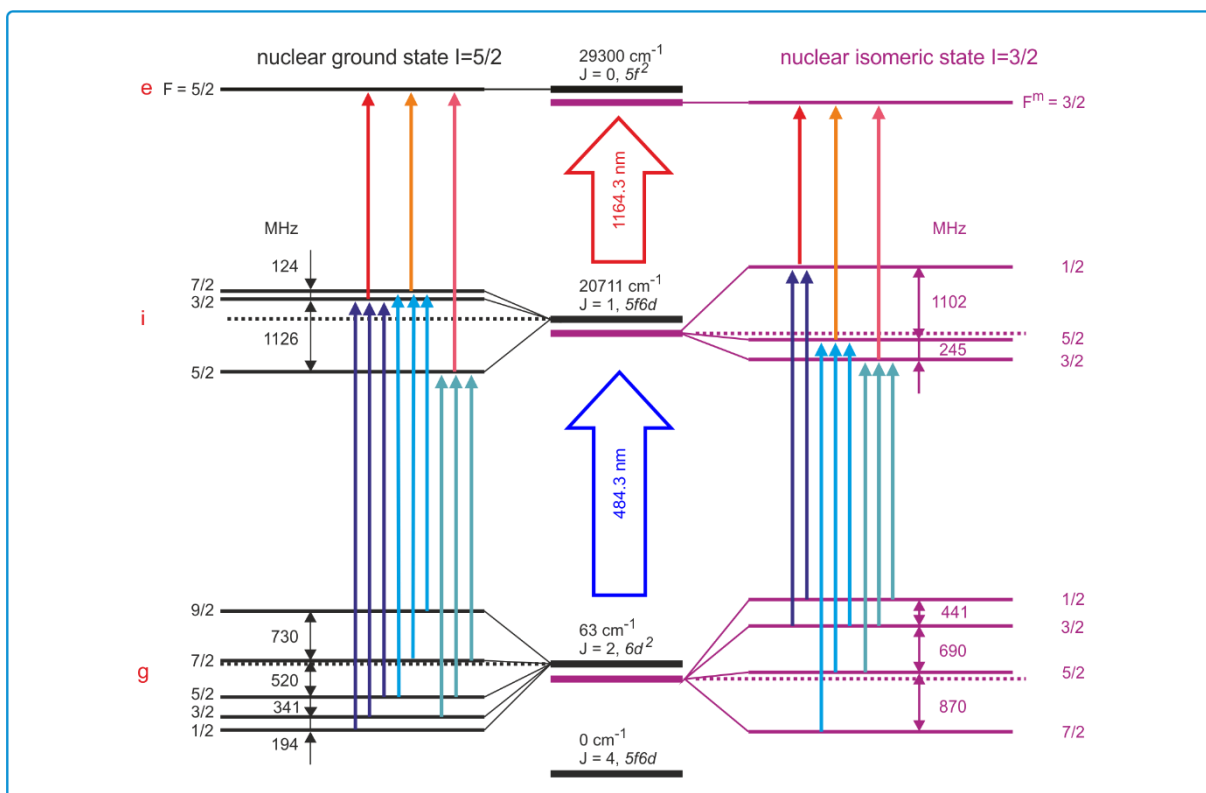 nuclear ground state I=5/2
29300 cm⁻¹
J = 0, 5f²
nuclear isomeric state I=3/2
e F = 5/2
Fᵐ = 3/2
1164.3 nm
MHz
MHz
124
7/2
3/2
i
1126
5/2
20711 cm⁻¹
J = 1, 5f6d
1/2
1102
5/2
245
3/2
484.3 nm
9/2
730
7/2
g
520
5/2
341
3/2
1/2
194
63 cm⁻¹
J = 2, 6d²
1/2
441
3/2
690
5/2
870
7/2
0 cm⁻¹
J = 4, 5f6d